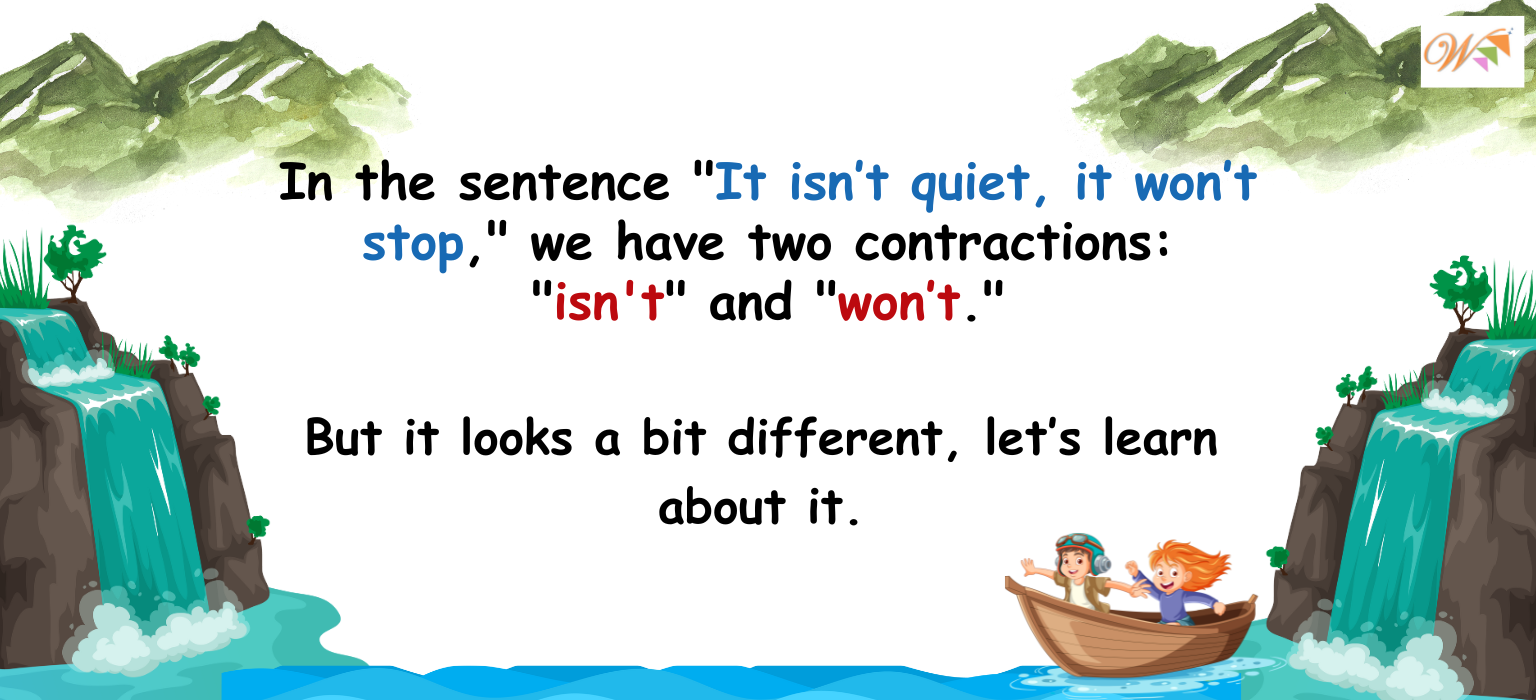 In the sentence "It isn’t quiet, it won’t
stop," we have two contractions:
"isn't" and "won’t."
But it looks a bit different, let’s learn
about it.
W